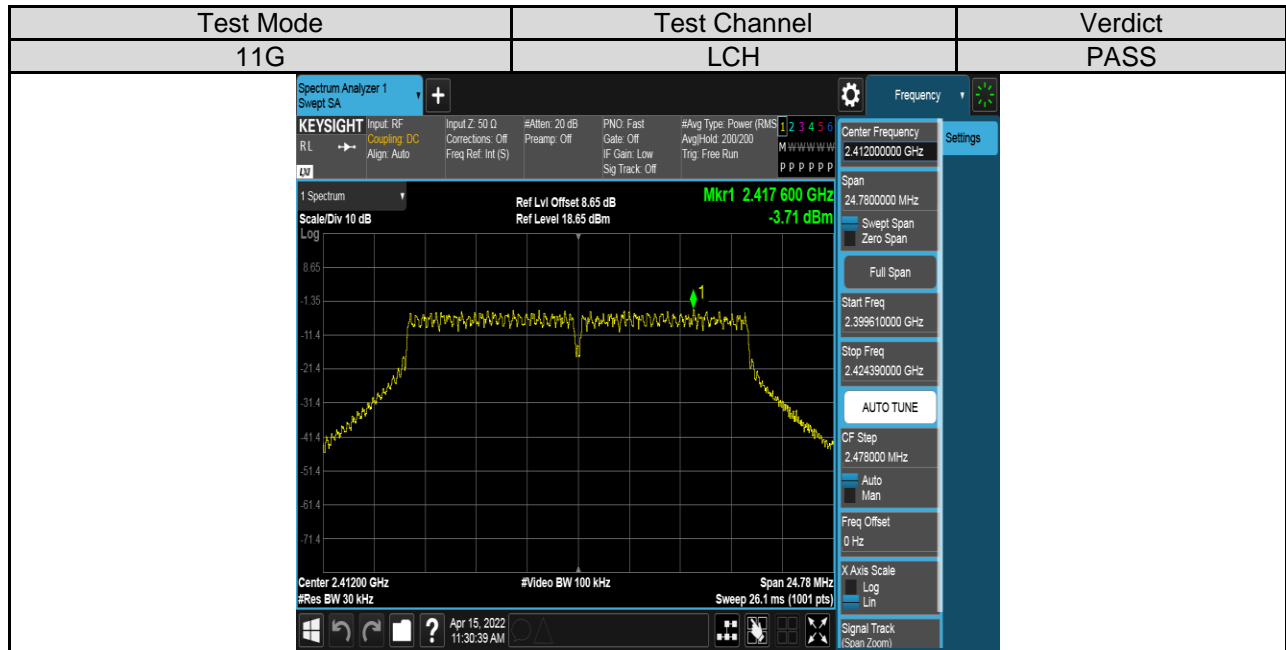 Test Mode Test Channel Verdict
11G LCH PASS
Spectrum Analyzer 1
Swept SA
Frequency
KEYSIGHT Input: RF Input Z: 50 Ω #Atten: 20 dB PNO: Fast #Avg Type: Power (RMS 1 2 3 4 5 6
RL Coupling: DC Corrections: Off Preamp: Off Gate: Off Avg|Hold: 200/200 M W W W W W
Align: Auto Freq Ref: Int (S) IF Gain: Low Trig: Free Run
LXI Sig Track: Off P P P P P P
1 Spectrum
Ref Lvl Offset 8.65 dB
Mkr1 2.417 600 GHz
Scale/Div 10 dB
Ref Level 18.65 dBm
-3.71 dBm
Log
8.65
-1.35
-11.4
-21.4
-31.4
-41.4
-51.4
-61.4
-71.4
1
Center 2.41200 GHz #Video BW 100 kHz Span 24.78 MHz
#Res BW 30 kHz Sweep 26.1 ms (1001 pts)
Apr 15, 2022
11:30:39 AM
?
Center Frequency
2.412000000 GHz
Settings
Span
24.7800000 MHz
Swept Span
Zero Span
Full Span
Start Freq
2.399610000 GHz
Stop Freq
2.424390000 GHz
AUTO TUNE
CF Step
2.478000 MHz
Auto
Man
Freq Offset
0 Hz
X Axis Scale
Log
Lin
Signal Track
(Span Zoom)